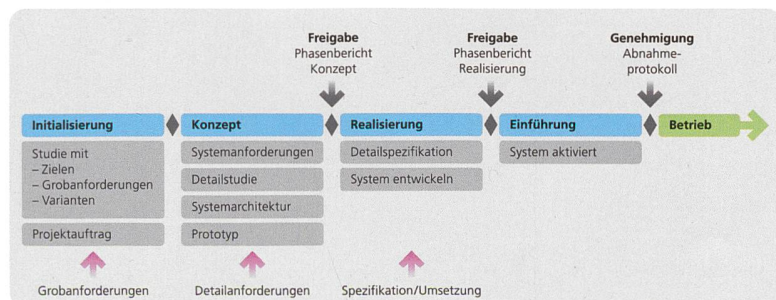 Freigabe
Phasenbericht
Konzept
Freigabe
Phasenbericht
Realisierung
Genehmigung
Abnahme-
protokoll
Initialisierung
Konzept
Realisierung
Einführung
Betrieb
Studie mit
– Zielen
– Grobanforderungen
– Varianten
Projektauftrag
Systemanforderungen
Detailstudie
Systemarchitektur
Prototyp
Detailspezifikation
System entwickeln
System aktiviert
Grobanforderungen
Detailanforderungen
Spezifikation/Umsetzung